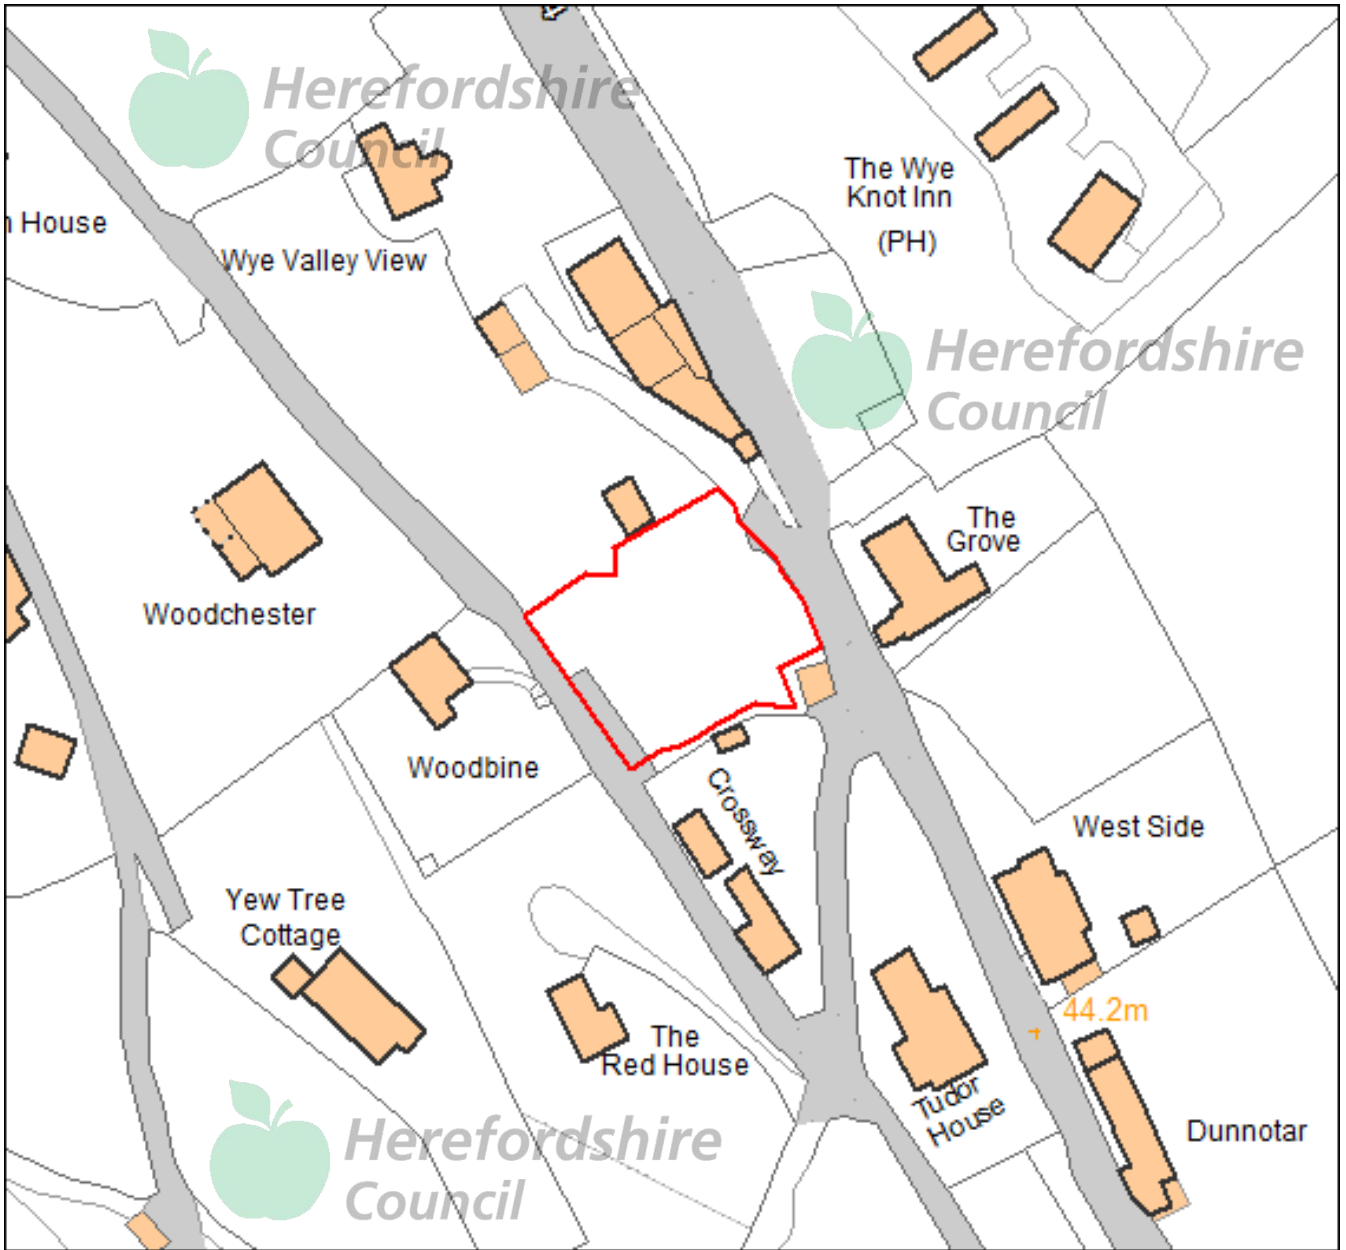 Herefordshire
Council
The Wye
Knot Inn
(PH)
House
Wye Valley View
Herefordshire
Council
The
Grove
Woodchester
Woodbine
Crossway
West Side
Yew Tree
Cottage
44.2m
The
Red House
Tudor
House
Dunnotar
Herefordshire
Council